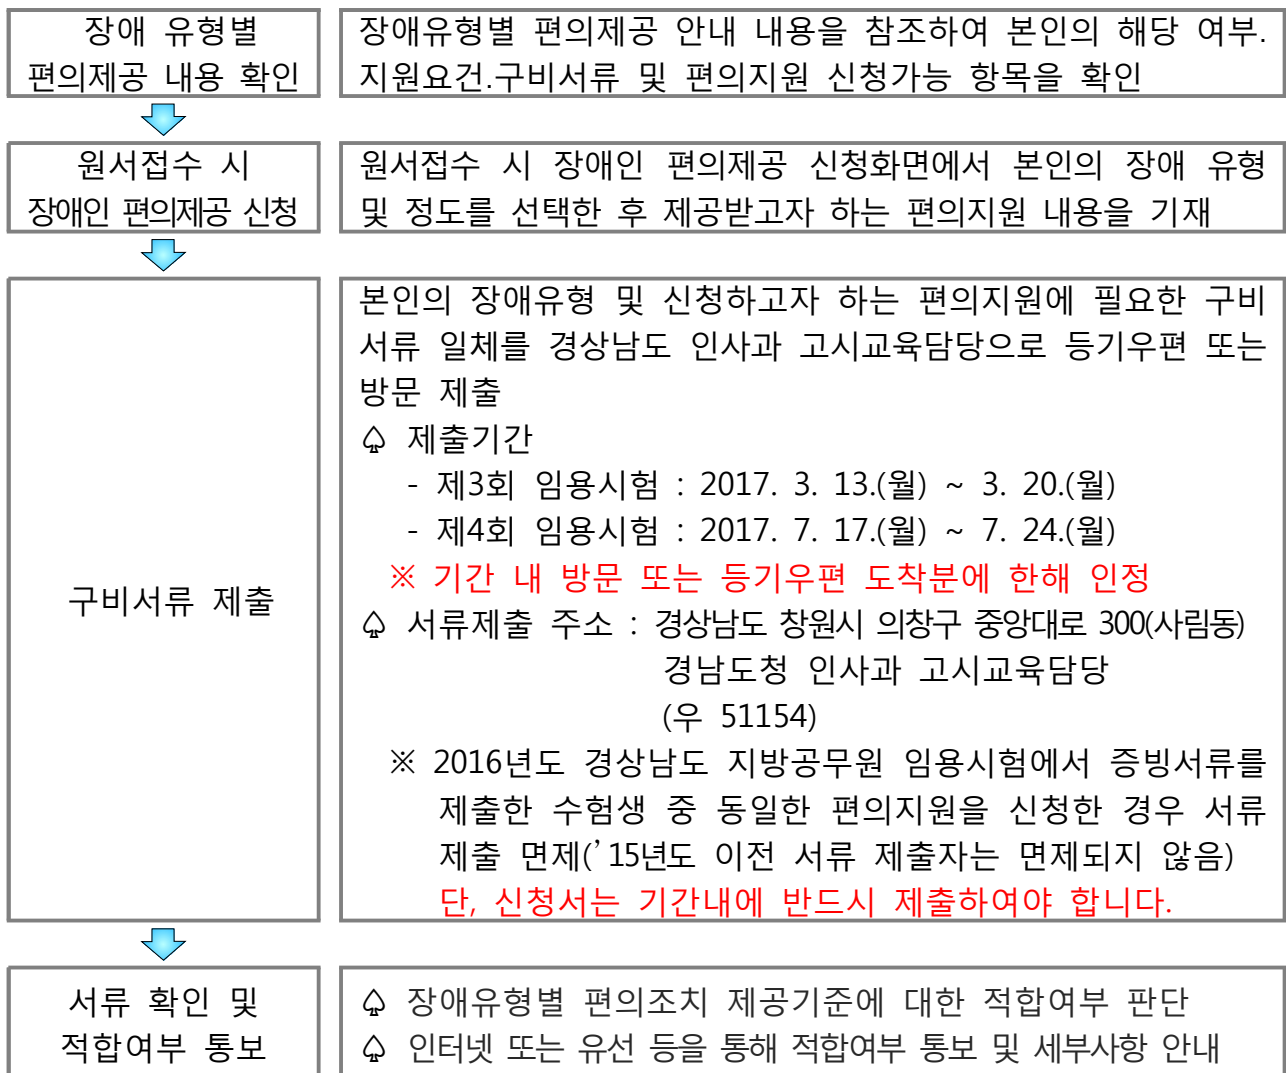 장애 유형별
편의제공 내용 확인
장애유형별 편의제공 안내 내용을 참조하여 본인의 해당 여부.
지원요건.구비서류 및 편의지원 신청가능 항목을 확인
원서접수 시
장애인 편의제공 신청
원서접수 시 장애인 편의제공 신청화면에서 본인의 장애 유형
및 정도를 선택한 후 제공받고자 하는 편의지원 내용을 기재
구비서류 제출
본인의 장애유형 및 신청하고자 하는 편의지원에 필요한 구비
서류 일체를 경상남도 인사과 고시교육담당으로 등기우편 또는
방문 제출
♤ 제출기간
- 제3회 임용시험 : 2017. 3. 13.(월) ~ 3. 20.(월)
- 제4회 임용시험 : 2017. 7. 17.(월) ~ 7. 24.(월)
※ 기간 내 방문 또는 등기우편 도착분에 한해 인정
♤ 서류제출 주소 : 경상남도 창원시 의창구 중앙대로 300(사림동)
경남도청 인사과 고시교육담당
(우 51154)
※ 2016년도 경상남도 지방공무원 임용시험에서 증빙서류를
제출한 수험생 중 동일한 편의지원을 신청한 경우 서류
제출 면제(’15년도 이전 서류 제출자는 면제되지 않음)
단, 신청서는 기간내에 반드시 제출하여야 합니다.
서류 확인 및
적합여부 통보
♤ 장애유형별 편의조치 제공기준에 대한 적합여부 판단
♤ 인터넷 또는 유선 등을 통해 적합여부 통보 및 세부사항 안내